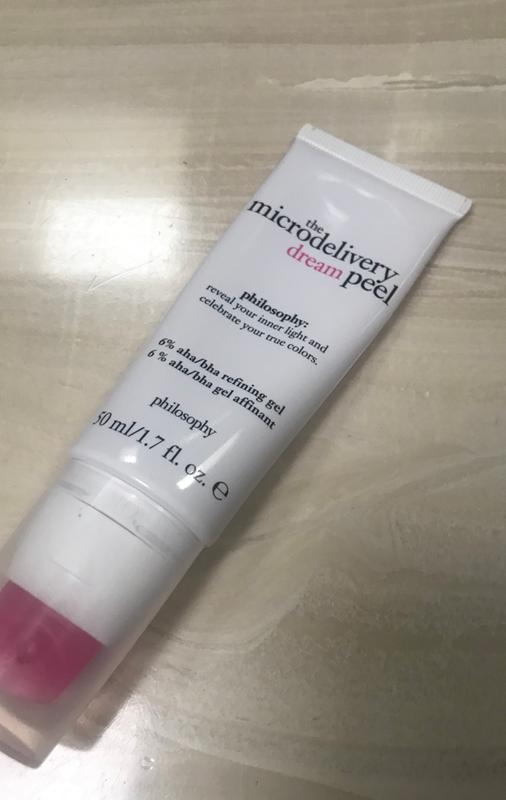 the
microdelivery
dream peel
philosophy:
reveal your inner light and
celebrate your true colors.
6% aha/bha refining gel
6 % aha/bha gel affinant
philosophy
50 ml/1.7 fl. oz. ℮